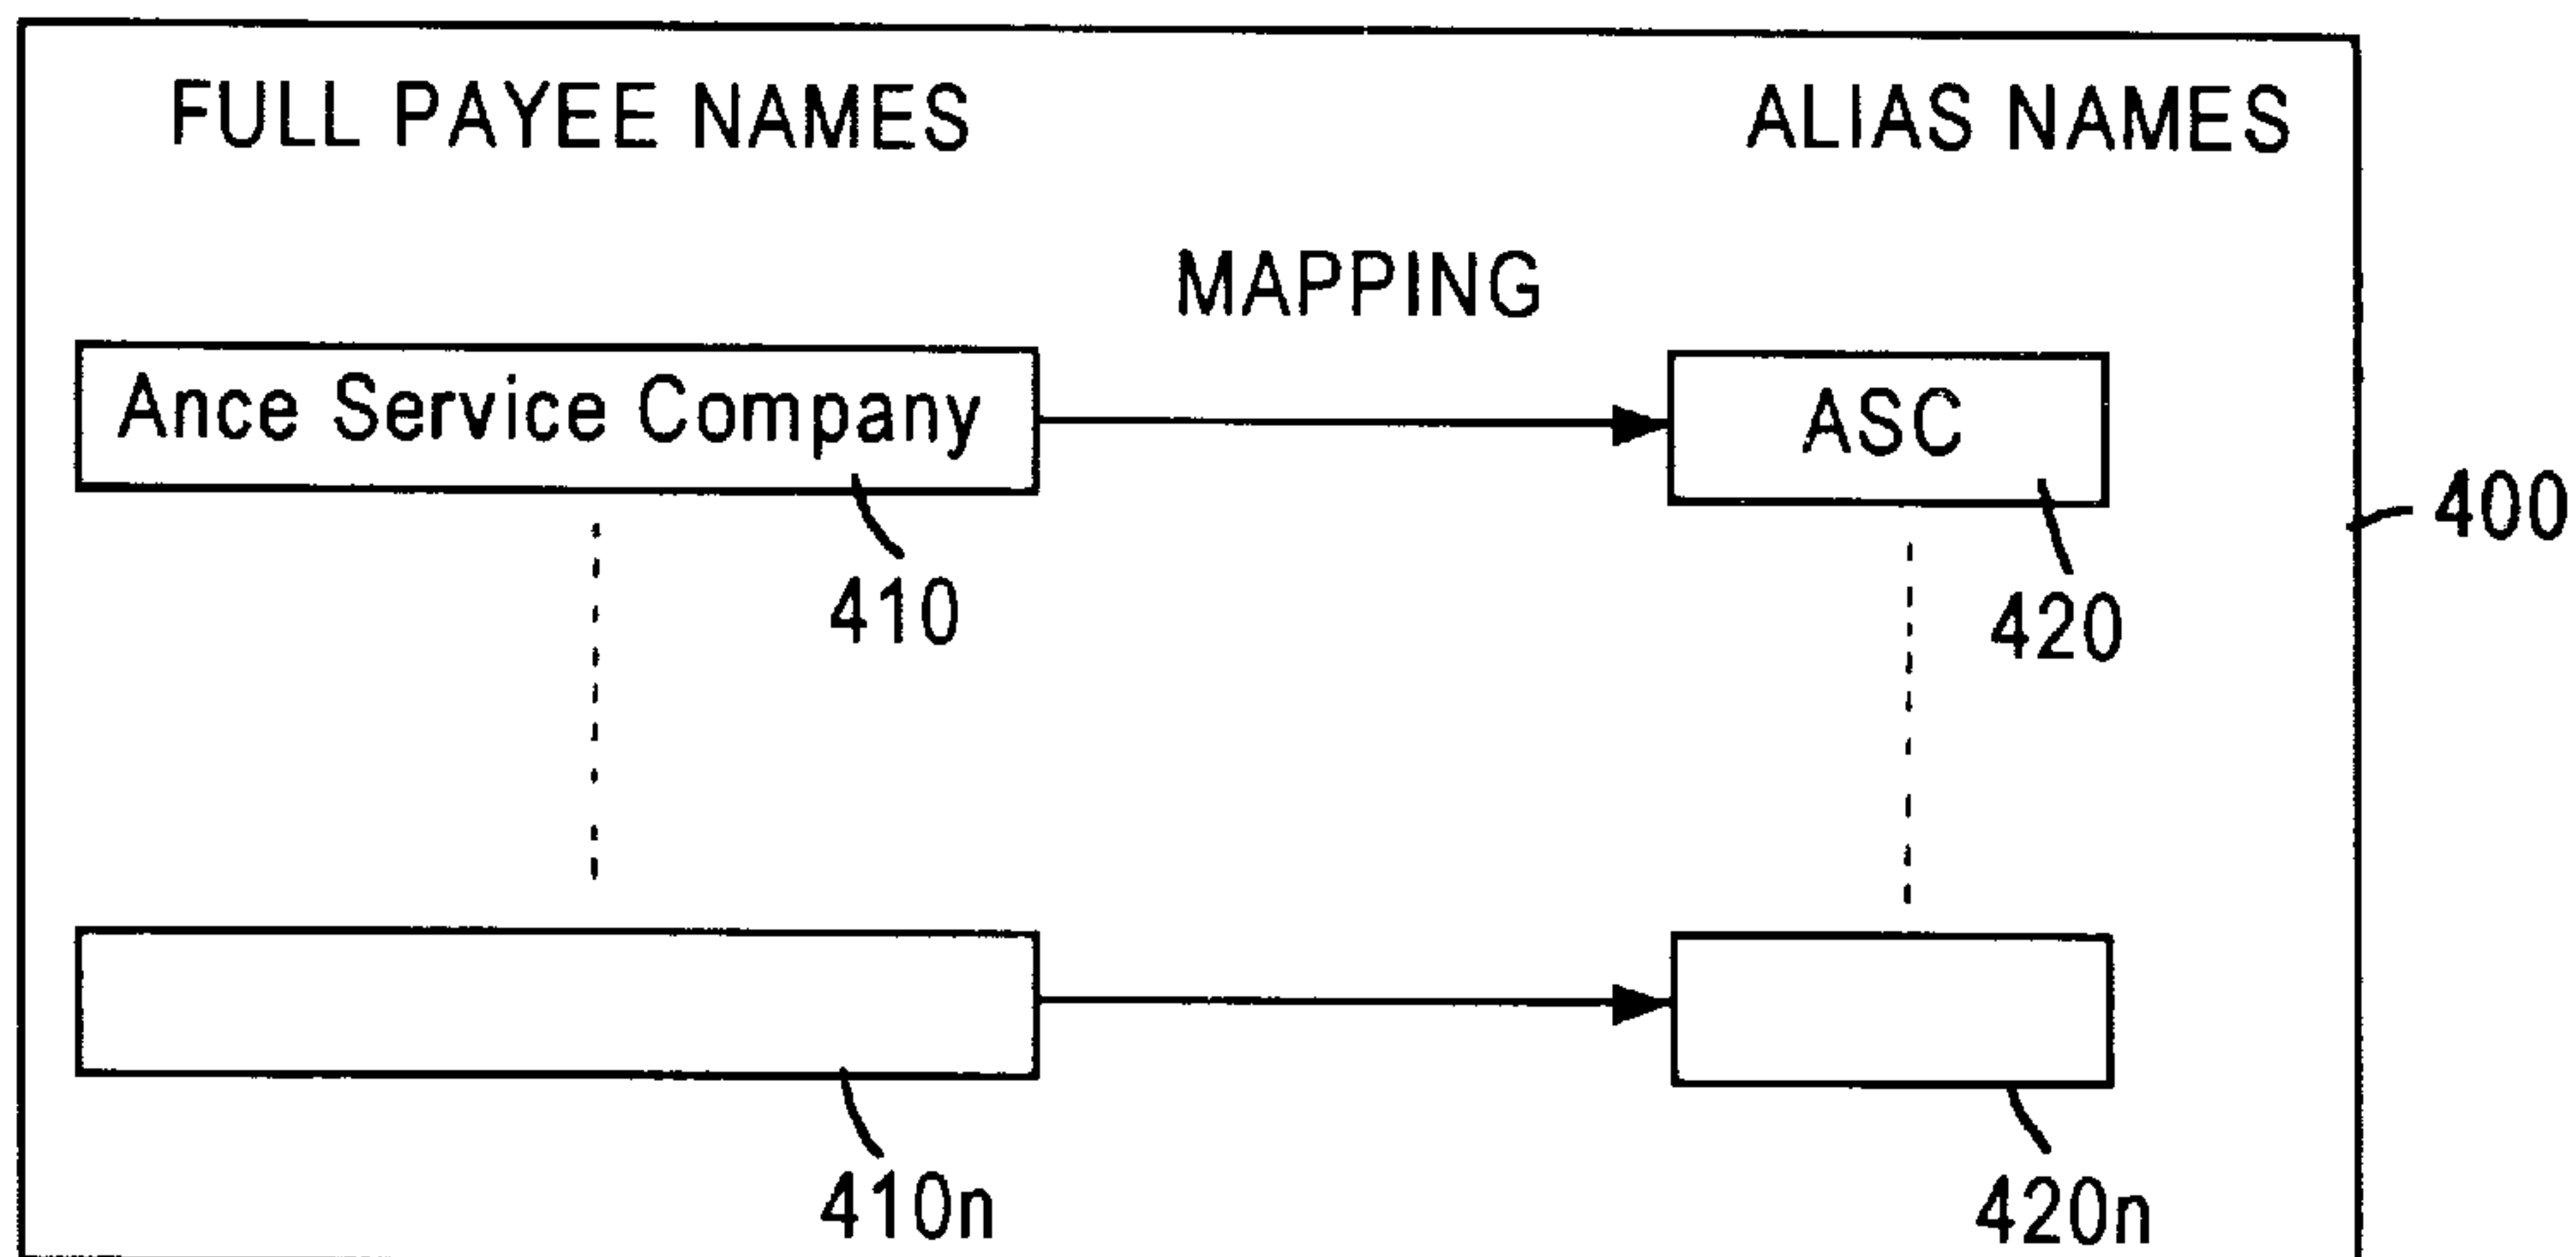 FULL PAYEE NAMES ALIAS NAMES
MAPPING
Ance Service Company ASC
400
410 420
410n 420n